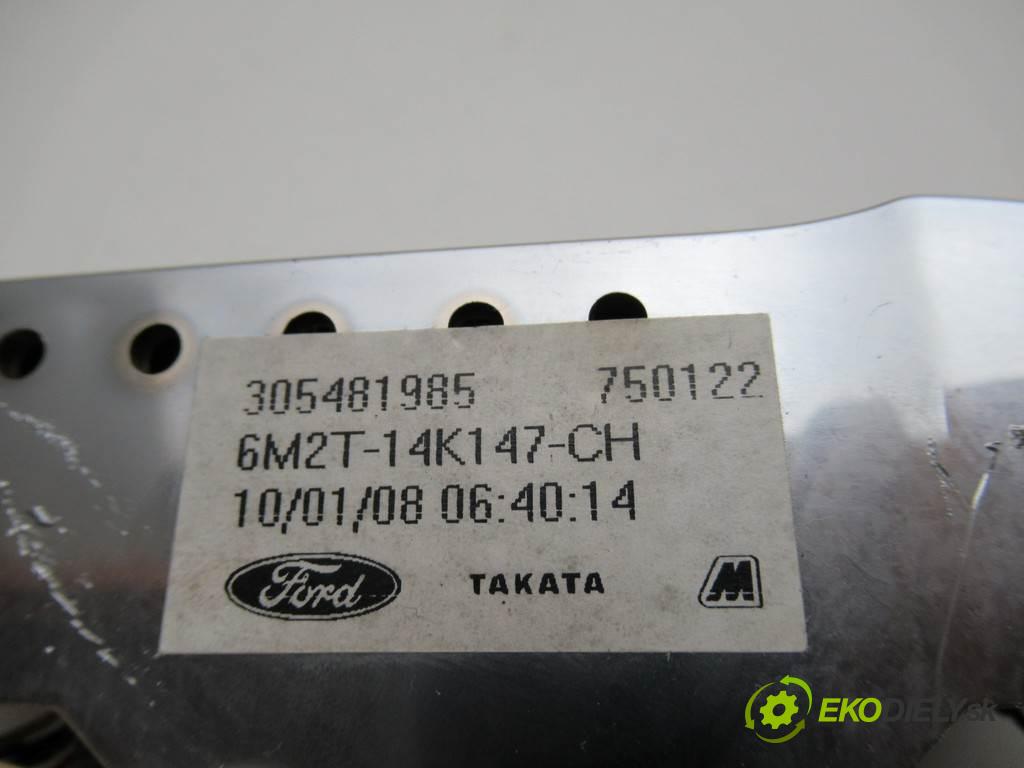 305481985 750122
6M2T-14K147-CH
10/01/08 06:40:14
Ford TAKATA M
EKODIELY.sk